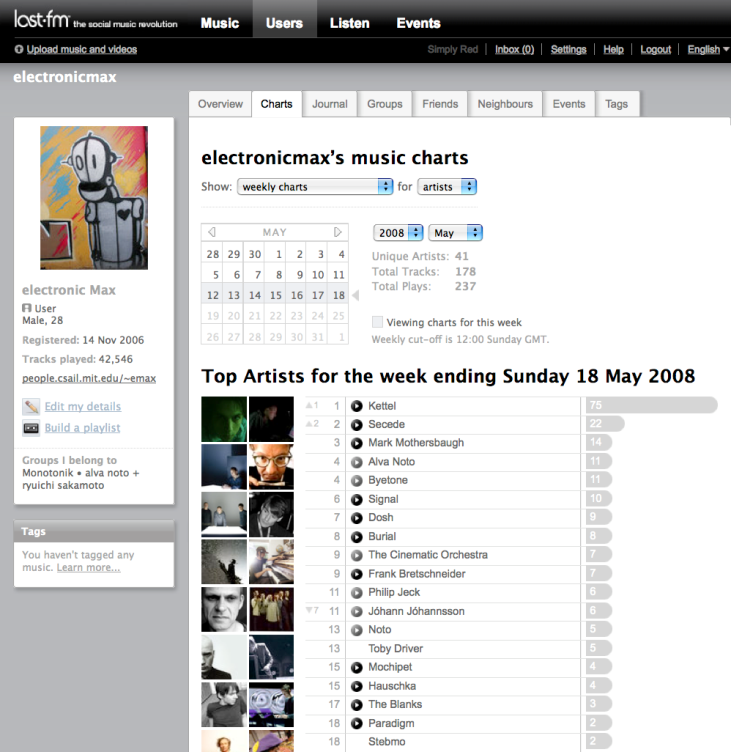 last·fm the social music revolution
Music Users Listen Events
Upload music and videos
Simply Red | Inbox (0) | Settings | Help | Logout | English
electronicmax
Overview Charts Journal Groups Friends Neighbours Events Tags
electronicmax's music charts
Show: weekly charts for artists
MAY
28 29 30 1 2 3 4
5 6 7 8 9 10 11
12 13 14 15 16 17 18
19 20 21 22 23 24 25
26 27 28 29 30 31 1
2008 May
Unique Artists: 41
Total Tracks: 178
Total Plays: 237
Viewing charts for this week
Weekly cut-off is 12:00 Sunday GMT.
electronic Max
User
Male, 28
Registered: 14 Nov 2006
Tracks played: 42,546
people.csail.mit.edu/~emax
Edit my details
Build a playlist
Groups I belong to
Monotonik • alva noto +
ryuichi sakamoto
Tags
You haven't tagged any
music. Learn more...
Top Artists for the week ending Sunday 18 May 2008
1 1 Kettel 75
2 2 Secede 22
3 Mark Mothersbaugh 14
4 Alva Noto 11
4 Byetone 11
6 Signal 10
7 Dosh 9
8 Burial 8
9 The Cinematic Orchestra 7
9 Frank Bretschneider 7
11 Philip Jeck 6
7 11 Jóhann Jóhannsson 6
13 Noto 5
13 Toby Driver 5
15 Mochipet 4
15 Hauschka 4
17 The Blanks 3
18 Paradigm 2
18 Stebmo 2